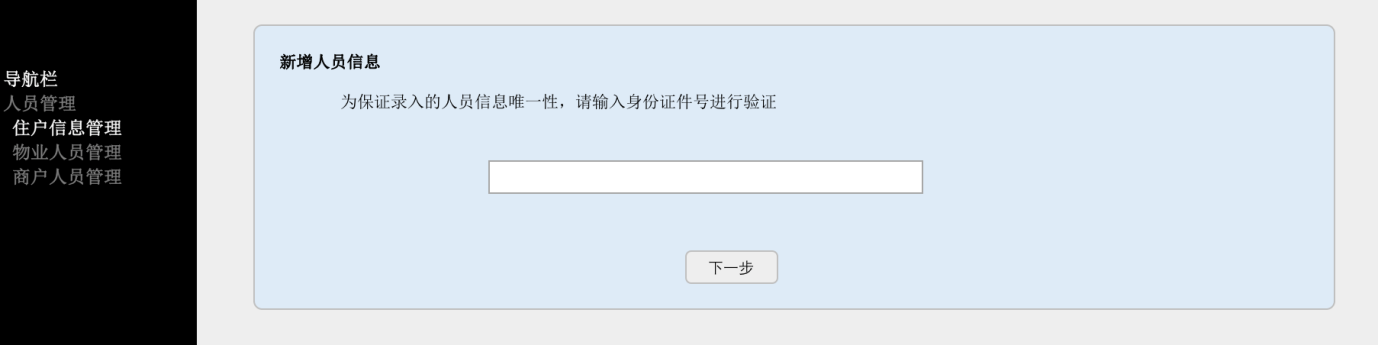 导航栏
人员管理
住户信息管理
物业人员管理
商户人员管理
新增人员信息
为保证录入的人员信息唯一性，请输入身份证件号进行验证
下一步